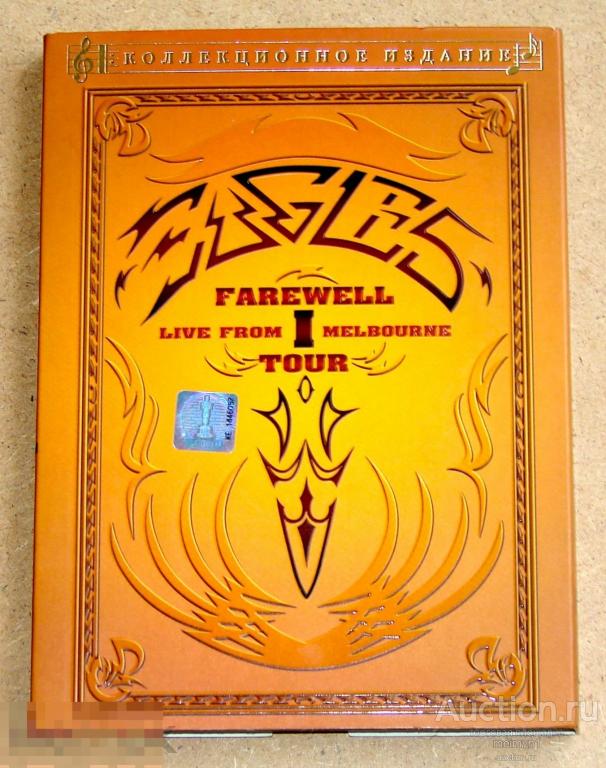 КОЛЛЕКЦИОННОЕ ИЗДАНИЕ
EAGLES
FAREWELL
LIVE FROM I MELBOURNE
TOUR
Auction.ru